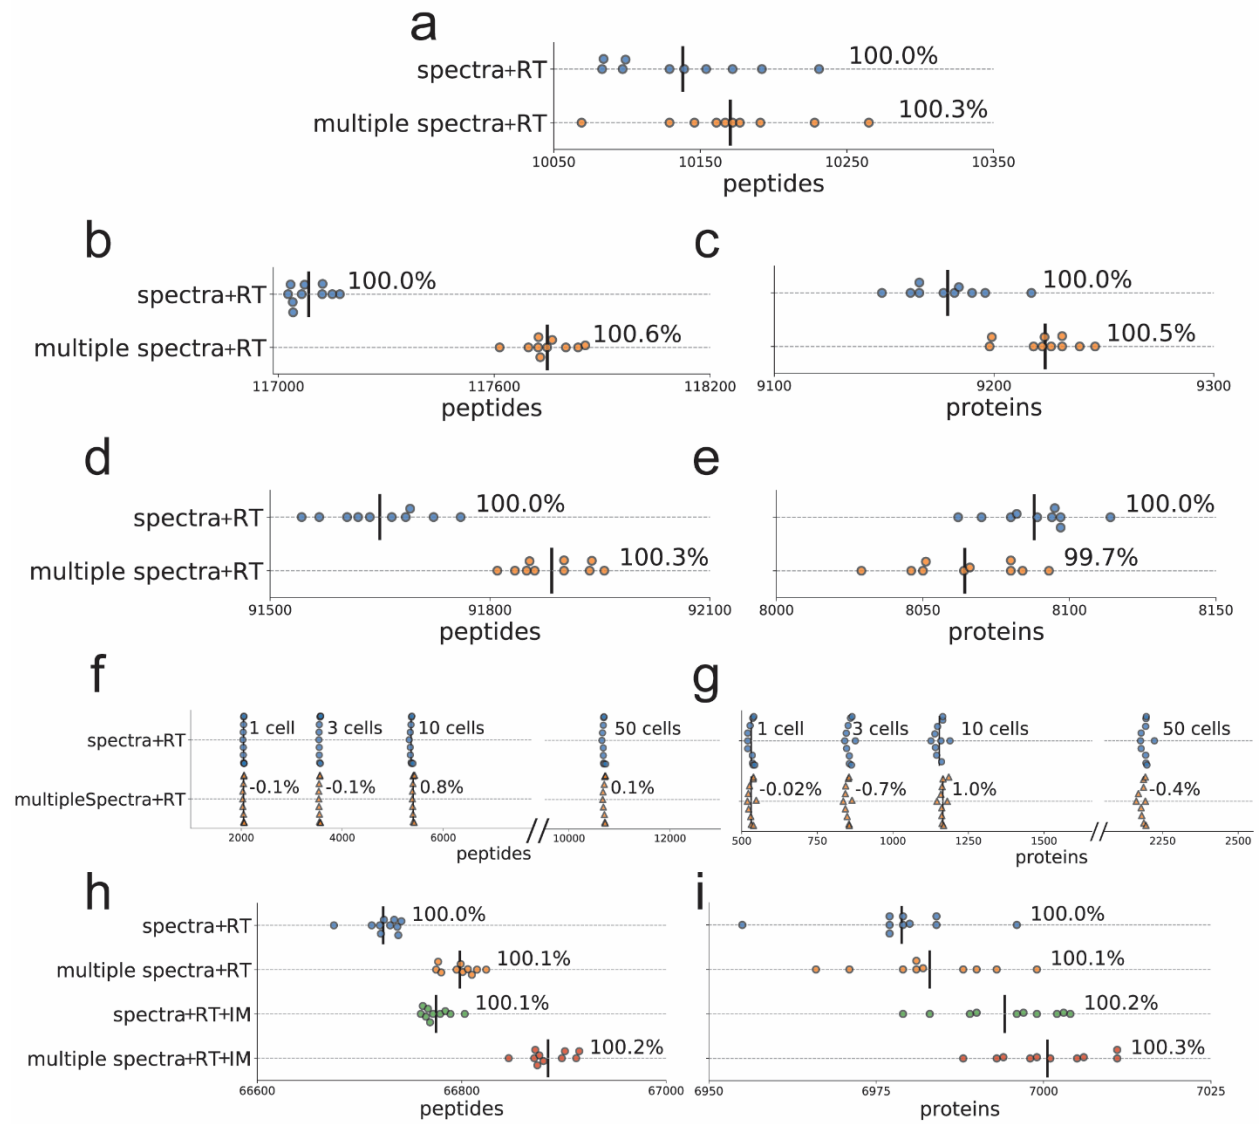 a
spectra+RT
100.0%
multiple spectra+RT
100.3%
10050 10150 10250 10350
peptides
b
spectra+RT
100.0%
multiple spectra+RT
100.6%
117000 117600 118200
peptides
c
100.0%
100.5%
9100 9200 9300
proteins
d
spectra+RT
100.0%
multiple spectra+RT
100.3%
91500 91800 92100
peptides
e
100.0%
99.7%
8000 8050 8100 8150
proteins
f
spectra+RT
1 cell 3 cells 10 cells 50 cells
multipleSpectra+RT
-0.1% -0.1% 0.8% 0.1%
2000 4000 6000 10000 12000
peptides
g
1 cell 3 cells 10 cells 50 cells
-0.02% -0.7% 1.0% -0.4%
500 750 1000 1250 1500 2250 2500
proteins
h
spectra+RT
100.0%
multiple spectra+RT
100.1%
spectra+RT+IM
100.1%
multiple spectra+RT+IM
100.2%
66600 66800 67000
peptides
i
100.0%
100.1%
100.2%
100.3%
6950 6975 7000 7025
proteins